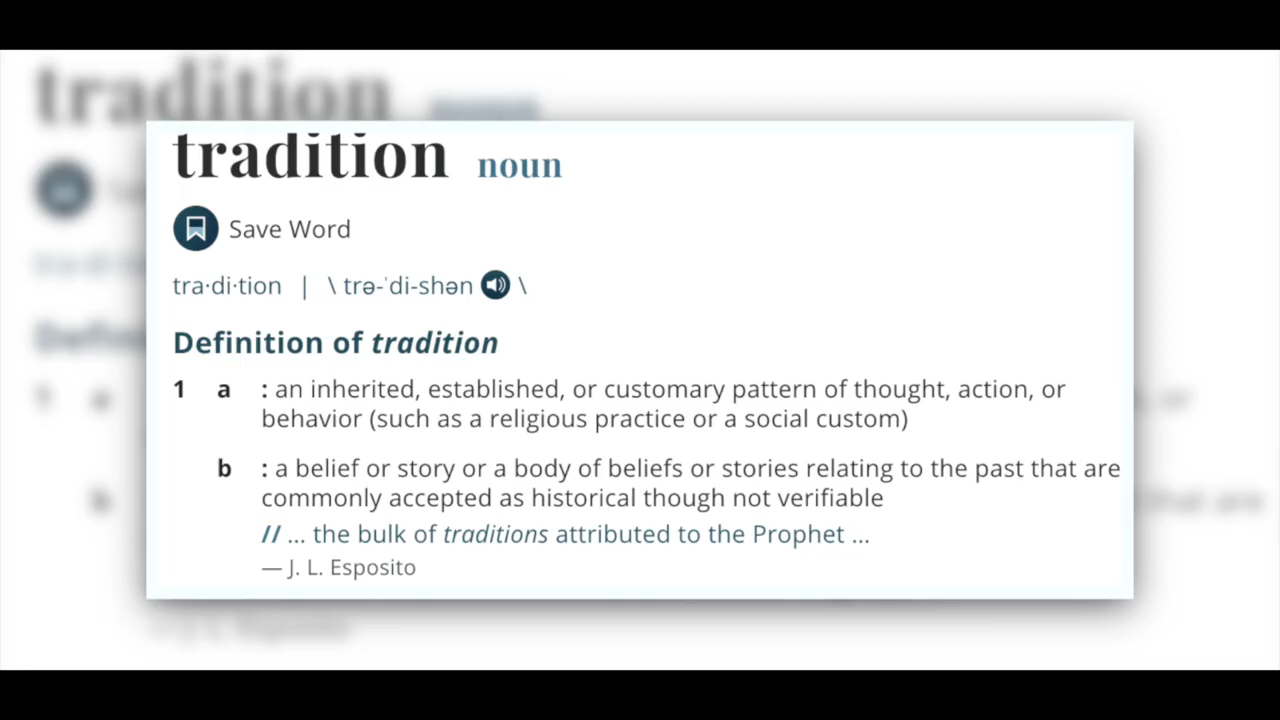 tradition noun
Save Word
tra·di·tion | \ trə-ˈdi-shən \
Definition of tradition
1 a : an inherited, established, or customary pattern of thought, action, or
behavior (such as a religious practice or a social custom)
b : a belief or story or a body of beliefs or stories relating to the past that are
commonly accepted as historical though not verifiable
// ... the bulk of traditions attributed to the Prophet ...
— J. L. Esposito